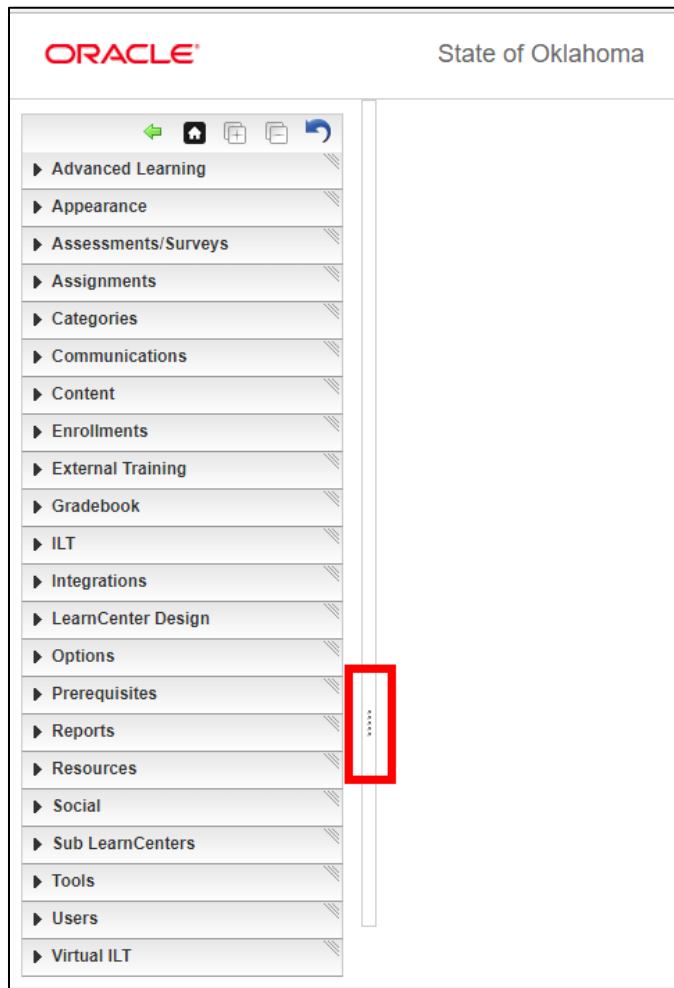 ORACLE
State of Oklahoma
Advanced Learning
Appearance
Assessments/Surveys
Assignments
Categories
Communications
Content
Enrollments
External Training
Gradebook
ILT
Integrations
LearnCenter Design
Options
Prerequisites
Reports
Resources
Social
Sub LearnCenters
Tools
Users
Virtual ILT